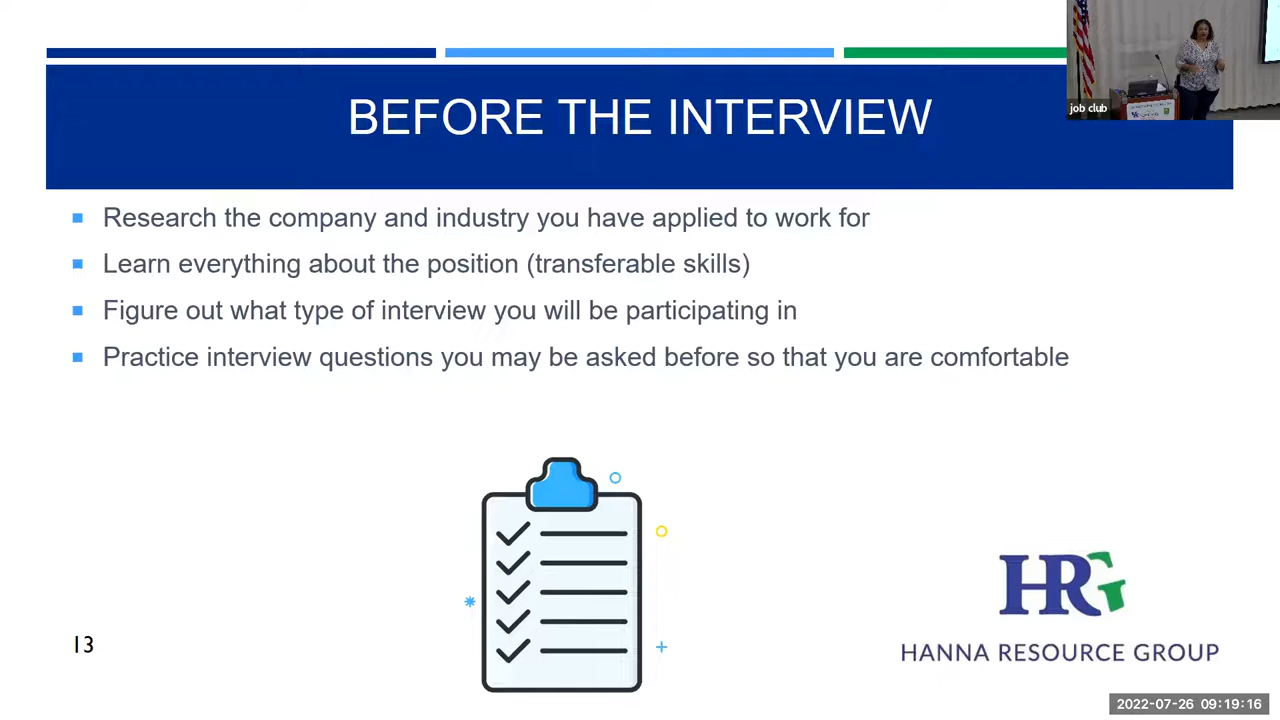 BEFORE THE INTERVIEW
job club
Research the company and industry you have applied to work for
Learn everything about the position (transferable skills)
Figure out what type of interview you will be participating in
Practice interview questions you may be asked before so that you are comfortable
HRG
HANNA RESOURCE GROUP
13
2022-07-26 09:19:16